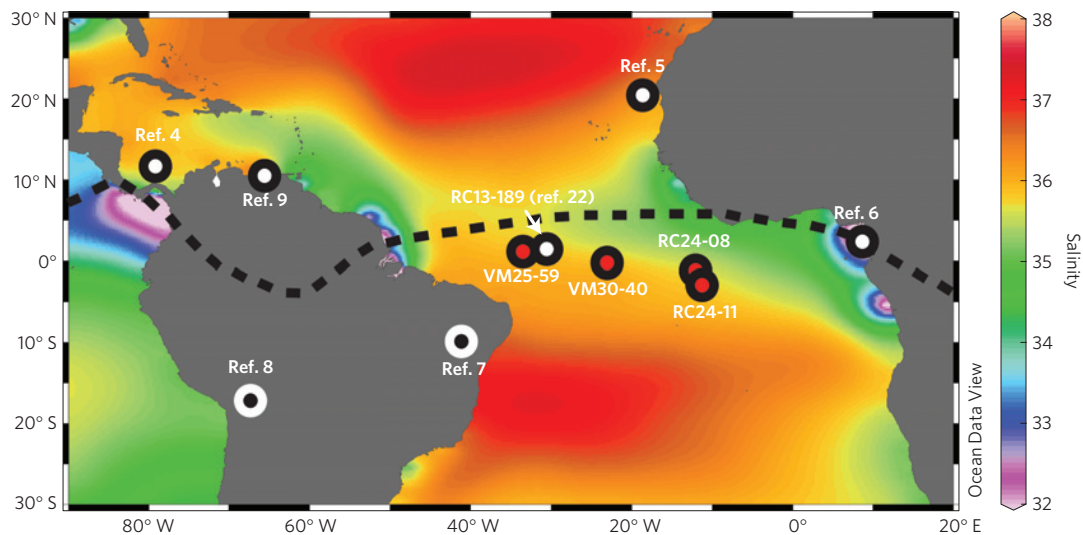 30° N
20° N
10° N
0°
10° S
20° S
30° S
Ref. 5
Ref. 4
Ref. 9
RC13-189 (ref. 22)
Ref. 6
RC24-08
VM25-59
VM30-40
RC24-11
Ref. 8
Ref. 7
80° W
60° W
40° W
20° W
0°
20° E
Ocean Data View
38
37
36
35
34
33
32
Salinity